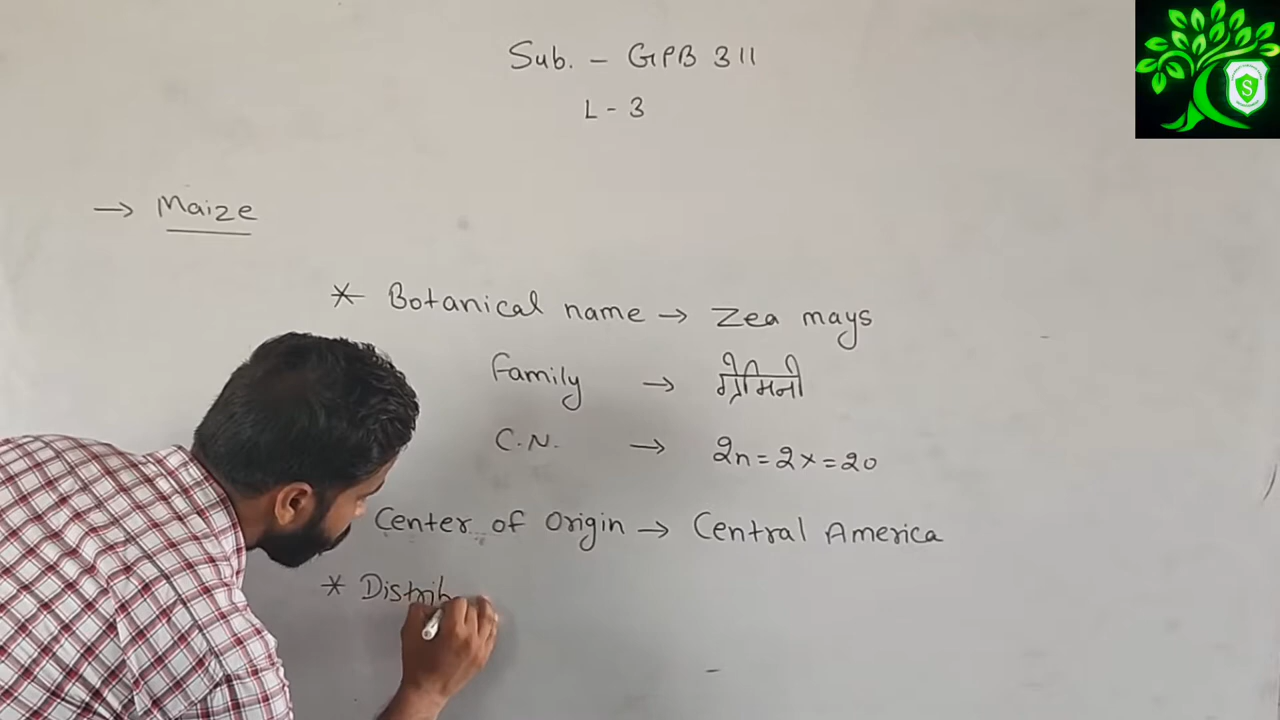 Sub. - GPB 311
L - 3
→ Maize
* Botanical name → Zea mays
Family → ग्रेमिनी
C.N. → 2n = 2x = 20
Center of Origin → Central America
* Distrib
S